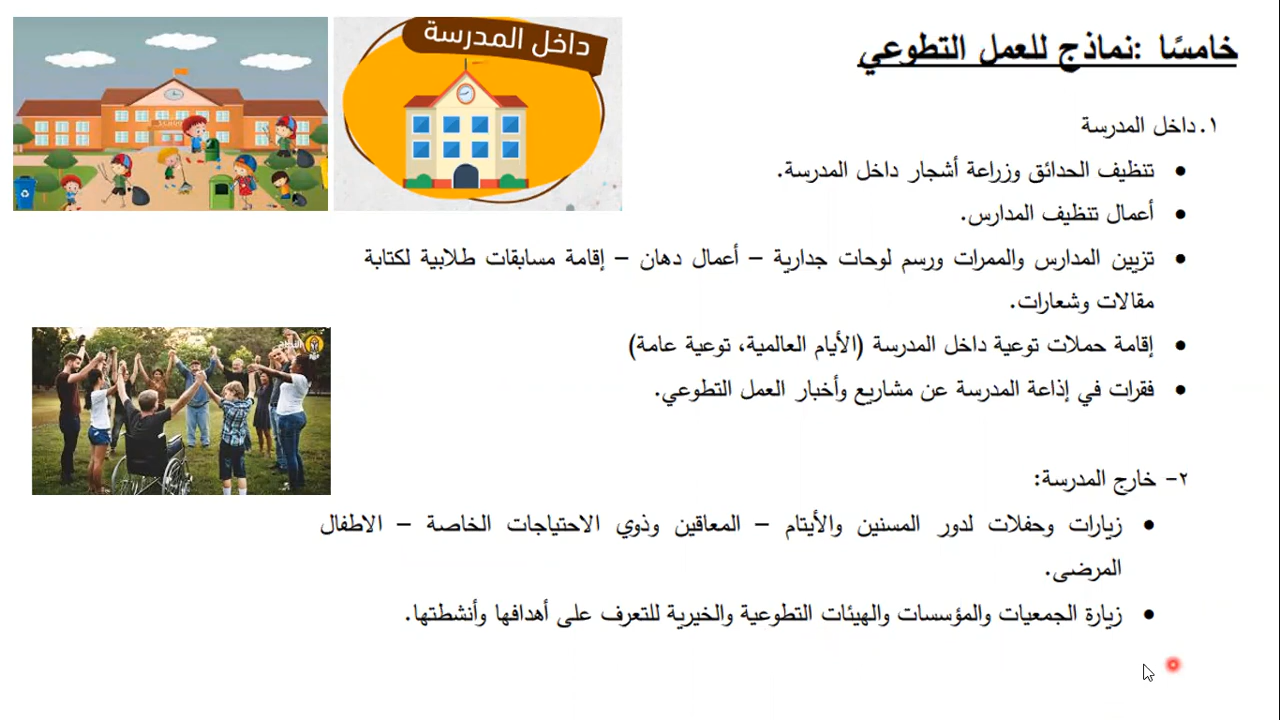 خامسًا :نماذج للعمل التطوعي
داخل المدرسة
١. داخل المدرسة
• تنظيف الحدائق وزراعة أشجار داخل المدرسة.
• أعمال تنظيف المدارس.
• تزيين المدارس والممرات ورسم لوحات جدارية – أعمال دهان – إقامة مسابقات طلابية لكتابة
مقالات وشعارات.
• إقامة حملات توعية داخل المدرسة (الأيام العالمية، توعية عامة)
• فقرات في إذاعة المدرسة عن مشاريع وأخبار العمل التطوعي.
٢- خارج المدرسة:
• زيارات وحفلات لدور المسنين والأيتام – المعاقين وذوي الاحتياجات الخاصة – الاطفال
المرضى.
• زيارة الجمعيات والمؤسسات والهيئات التطوعية والخيرية للتعرف على أهدافها وأنشطتها.